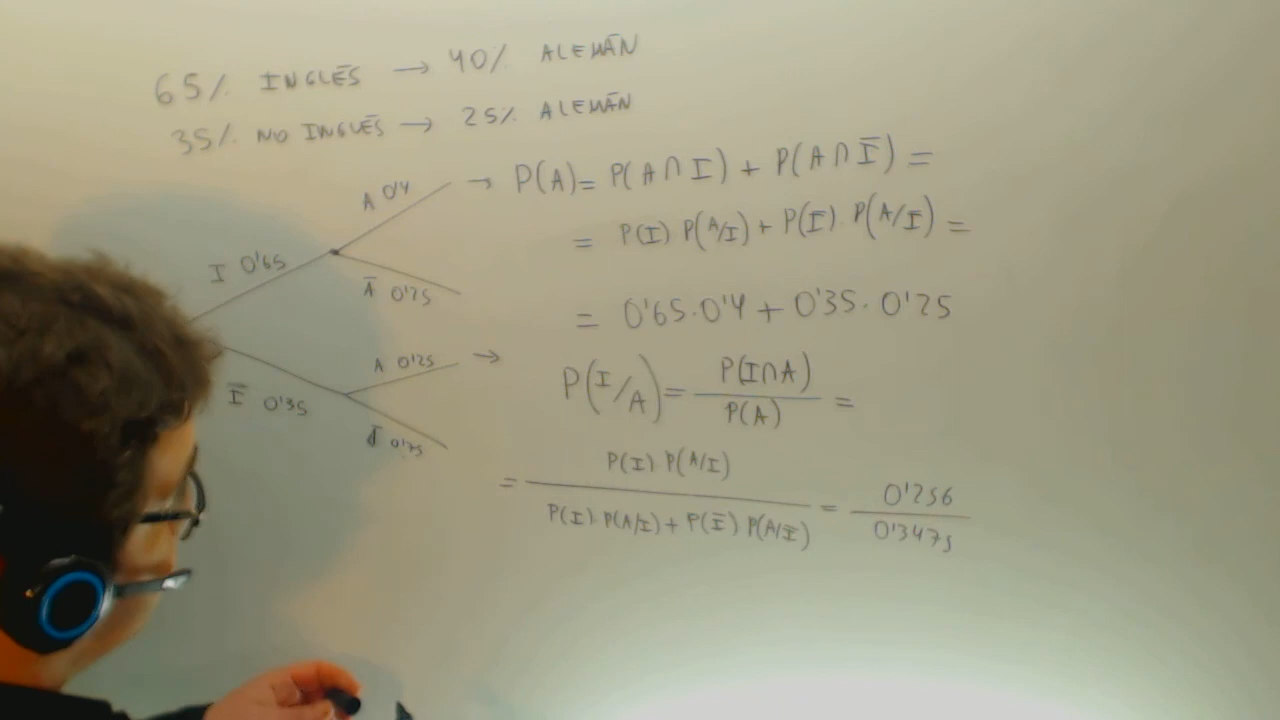 65% INGLÉS → 40% ALEMÁN
35% NO INGLÉS → 25% ALEMÁN
A 0'4 → P(A) = P(A ∩ I) + P(A ∩ Ī) =
= P(I) P(A/I) + P(Ī) · P(A/Ī) =
I 0'65
Ā 0'25
= 0'65 · 0'4 + 0'35 · 0'25
A 0'25 →
P(I/A) = P(I∩A) / P(A) =
Ī 0'35
0'75
= P(I) P(A/I) / P(I) · P(A/I) + P(Ī) P(A/Ī) = 0'256 / 0'3475